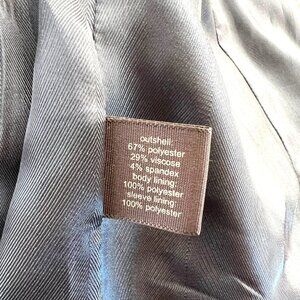 outshell:
67% polyester
29% viscose
4% spandex
body lining:
100% polyester
sleeve lining:
100% polyester